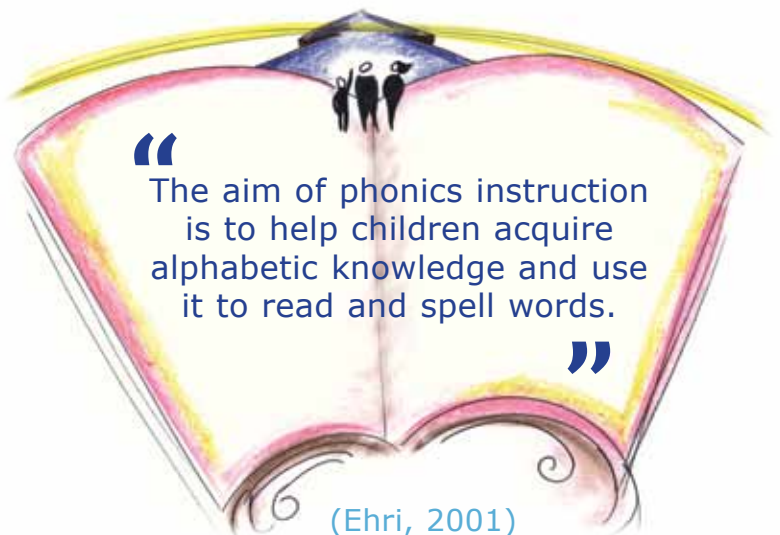 “
The aim of phonics instruction
is to help children acquire
alphabetic knowledge and use
it to read and spell words.
”
(Ehri, 2001)